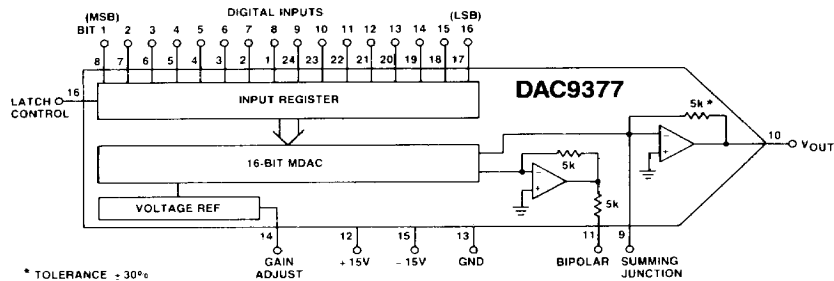 DIGITAL INPUTS
(MSB) (LSB)
BIT 1 2 3 4 5 6 7 8 9 10 11 12 13 14 15 16
8 7 6 5 4 3 2 1 24 23 22 21 20 19 18 17
DAC9377
16
LATCH CONTROL
INPUT REGISTER
5k*
10
VOUT
16-BIT MDAC
5k
5k
VOLTAGE REF
14 12 15 13 11 9
GAIN ADJUST +15V -15V GND BIPOLAR SUMMING JUNCTION
* TOLERANCE ±30%
- + - +